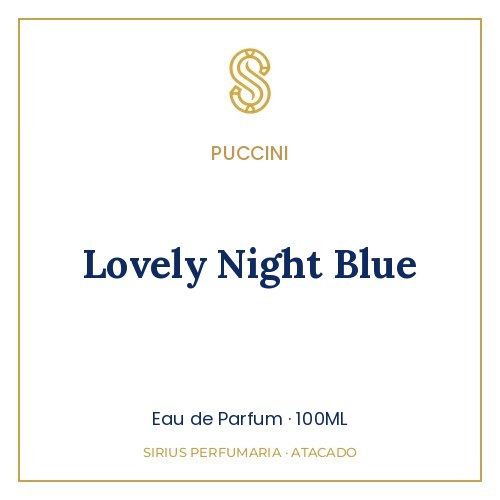 PUCCINI
Lovely Night Blue
Eau de Parfum · 100ML
SIRIUS PERFUMARIA · ATACADO